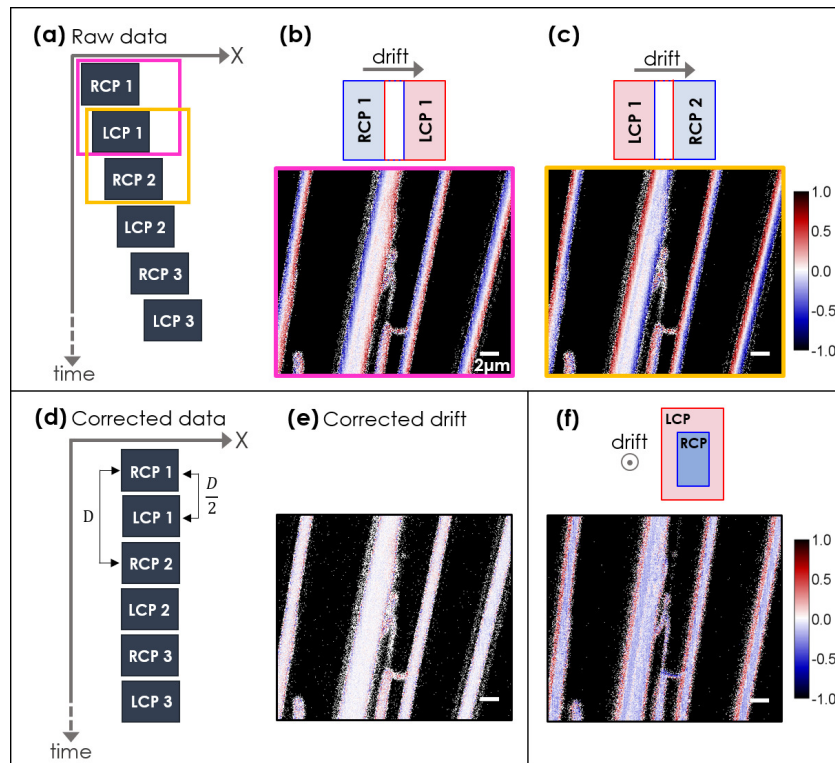 (a) Raw data
X
RCP 1
LCP 1
RCP 2
LCP 2
RCP 3
LCP 3
time
(b)
drift
RCP 1
LCP 1
2μm
(c)
drift
LCP 1
RCP 2
1.0
0.5
0.0
-0.5
-1.0
(d) Corrected data
X
RCP 1
D
D/2
LCP 1
RCP 2
LCP 2
RCP 3
LCP 3
time
(e) Corrected drift
(f)
LCP
RCP
drift
1.0
0.5
0.0
-0.5
-1.0